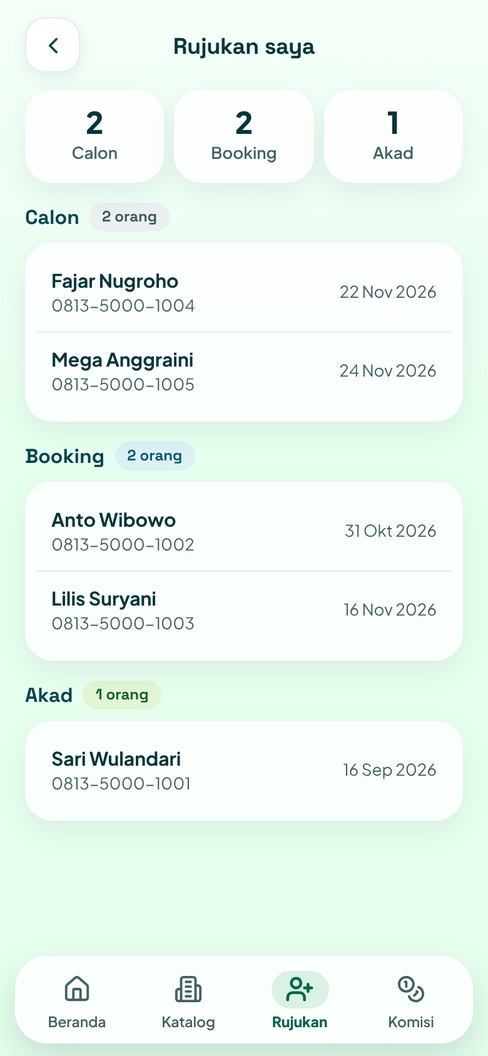 Rujukan saya
2
Calon
2
Booking
1
Akad
Calon 2 orang
Fajar Nugroho
0813-5000-1004
22 Nov 2026
Mega Anggraini
0813-5000-1005
24 Nov 2026
Booking 2 orang
Anto Wibowo
0813-5000-1002
31 Okt 2026
Lilis Suryani
0813-5000-1003
16 Nov 2026
Akad 1 orang
Sari Wulandari
0813-5000-1001
16 Sep 2026
Beranda
Katalog
Rujukan
Komisi